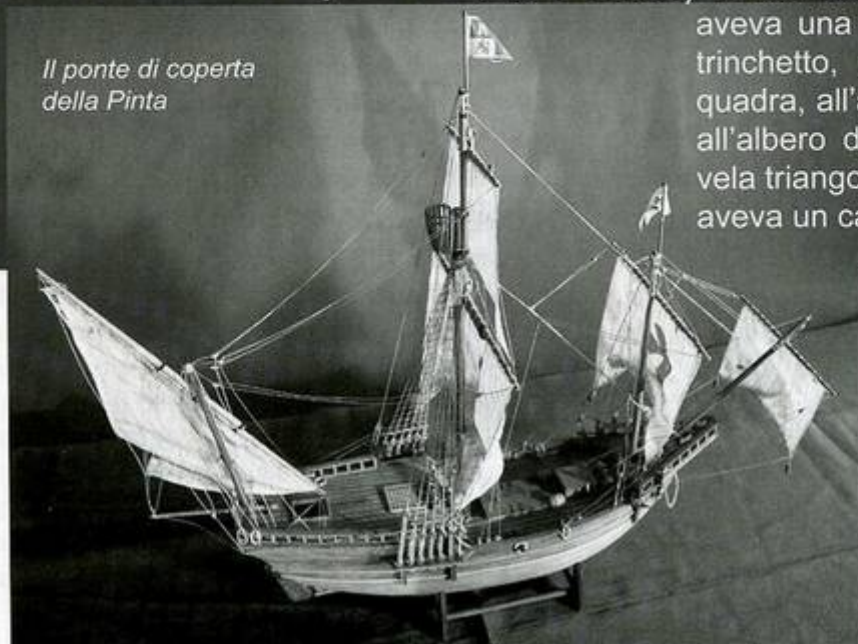 Il ponte di coperta
della Pinta
aveva una
trinchetto,
quadra, all'
all'albero d
vela triango
aveva un ca